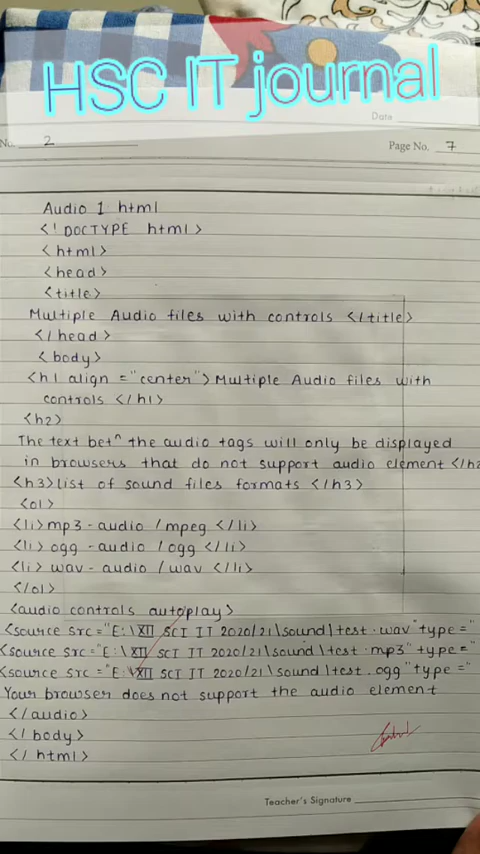 HSC IT journal
Date
No. 2
Page No. 7
Audio 1 html
<! DOCTYPE html>
<html>
<head>
<title>
Multiple Audio files with controls </title>
</head>
<body>
<h1 align = "center"> Multiple Audio files with
controls </h1>
<h2>
The text betⁿ the audio tags will only be displayed
in browsers that do not support audio element </h2
<h3> list of sound files formats </h3>
<ol>
<li> mp3 - audio / mpeg </li>
<li> ogg - audio / ogg </li>
<li> wav - audio / wav </li>
</ol>
<audio controls autoplay>
<source src = "E:\XII SCI IT 2020/21\sound\test.wav" type = "
<source src = "E:\XII SCI IT 2020/21\sound\test.mp3" type = "
<source src = "E:\XII SCI IT 2020/21\sound\test.ogg" type = "
Your browser does not support the audio element
</audio>
</body>
</html>
Teacher's Signature